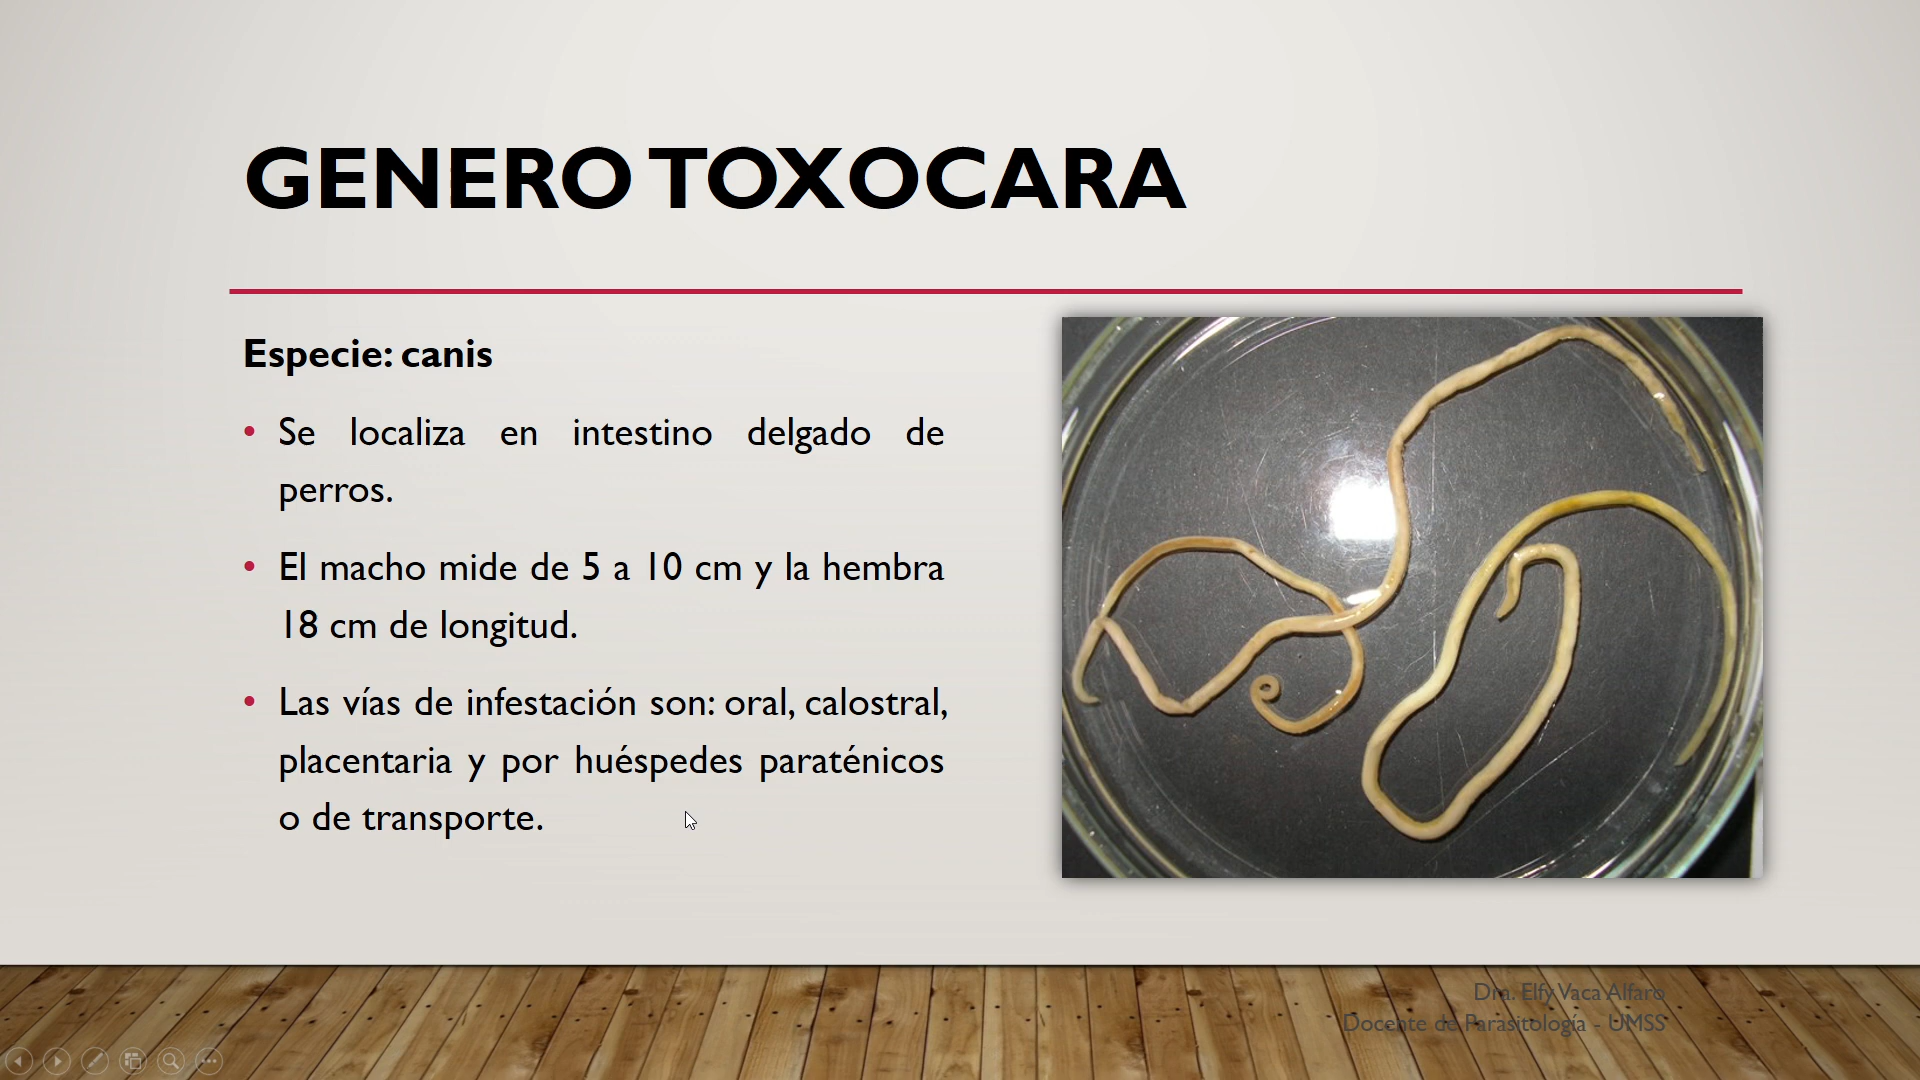 GENERO TOXOCARA
Especie: canis
• Se localiza en intestino delgado de
perros.
• El macho mide de 5 a 10 cm y la hembra
18 cm de longitud.
• Las vías de infestación son: oral, calostral,
placentaria y por huéspedes paraténicos
o de transporte.
Dra. Elfy Vaca Alfaro
Docente de Parasitología - UMSS